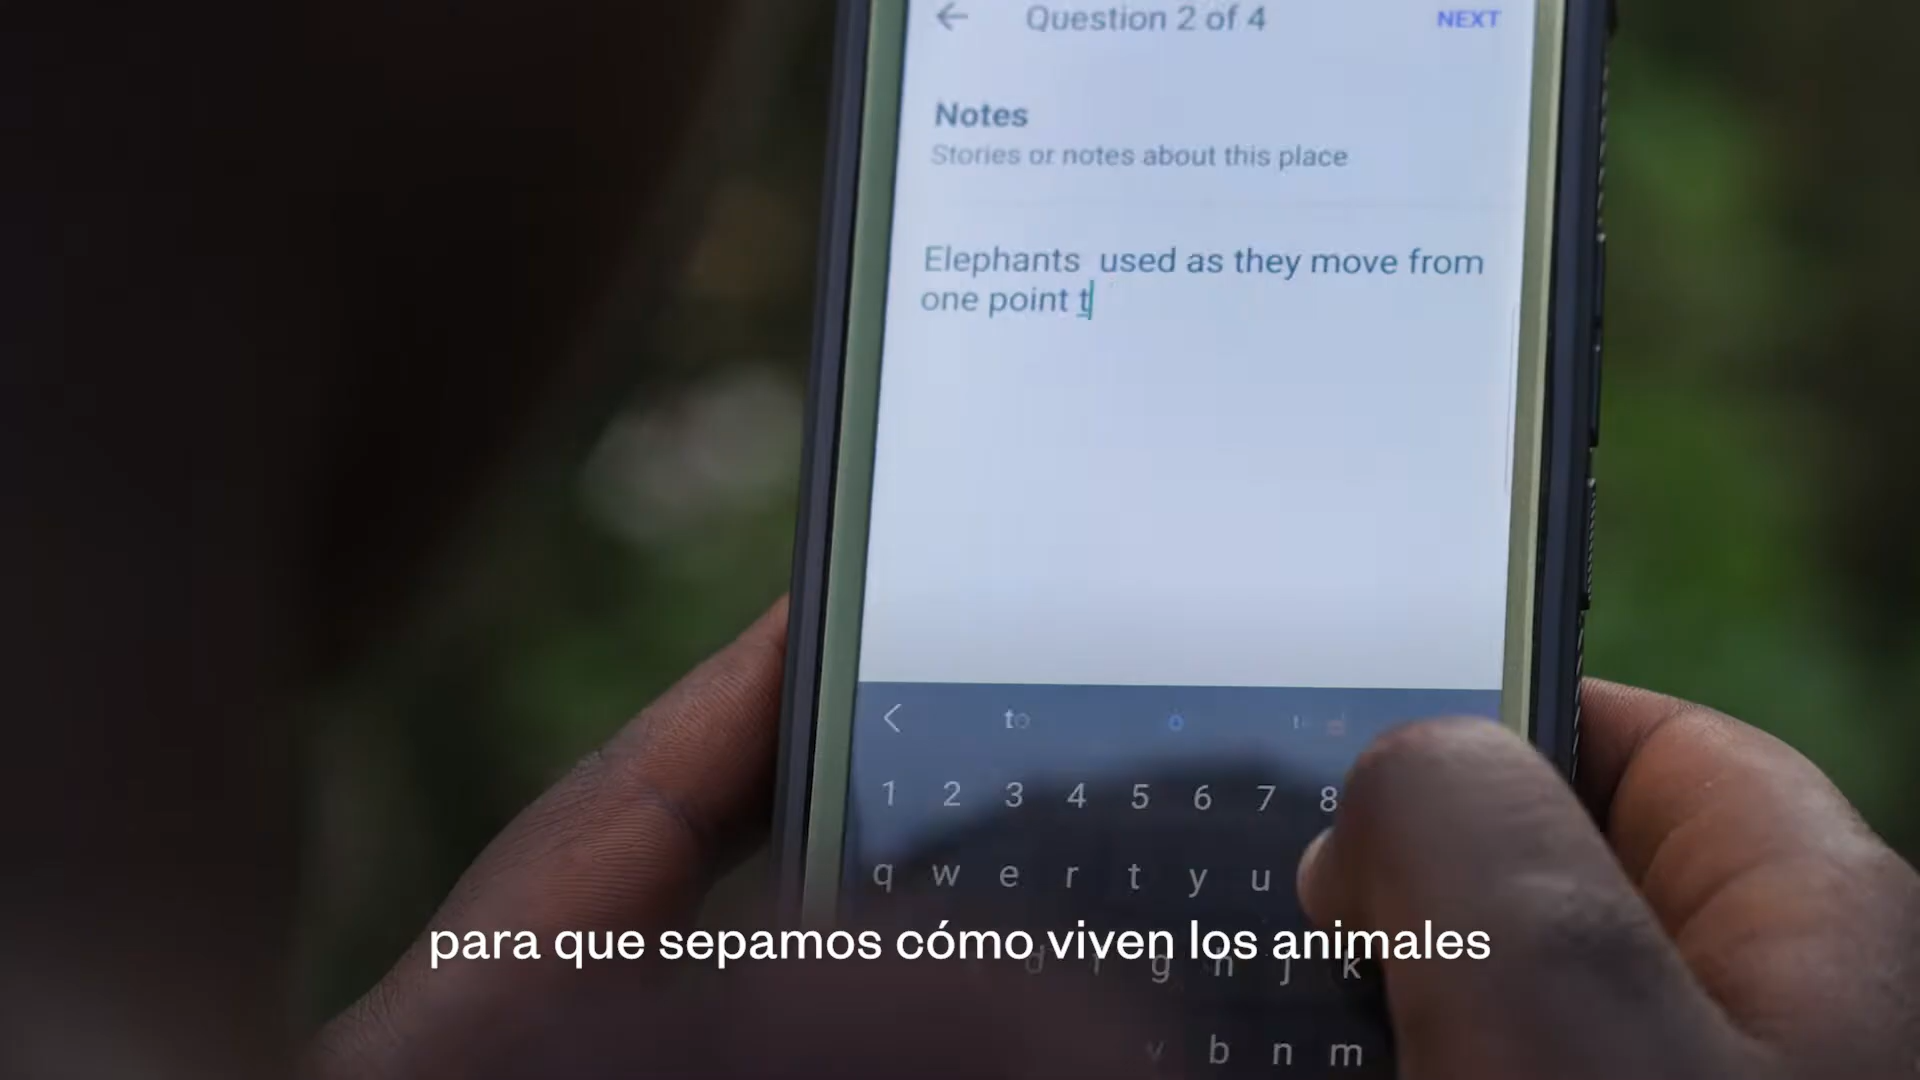 Question 2 of 4
NEXT
Notes
Stories or notes about this place
Elephants used as they move from
one point t
to
1 2 3 4 5 6 7 8
q w e r t y u
para que sepamos cómo viven los animales
g h j k
v b n m